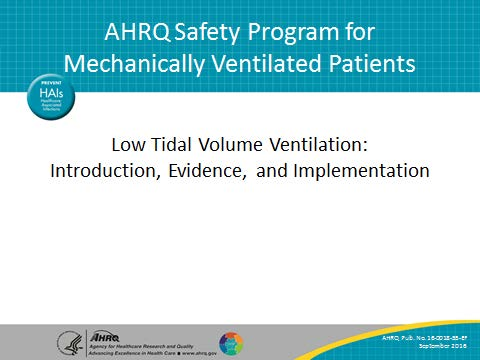 AHRQ Safety Program for
Mechanically Ventilated Patients
PREVENT
HAIs
Healthcare
Associated
Infections
Low Tidal Volume Ventilation:
Introduction, Evidence, and Implementation
AHRQ
Agency for Healthcare Research and Quality
Advancing Excellence in Health Care www.ahrq.gov
AHRQ Pub. No. 16-0018-35-EF
September 2016